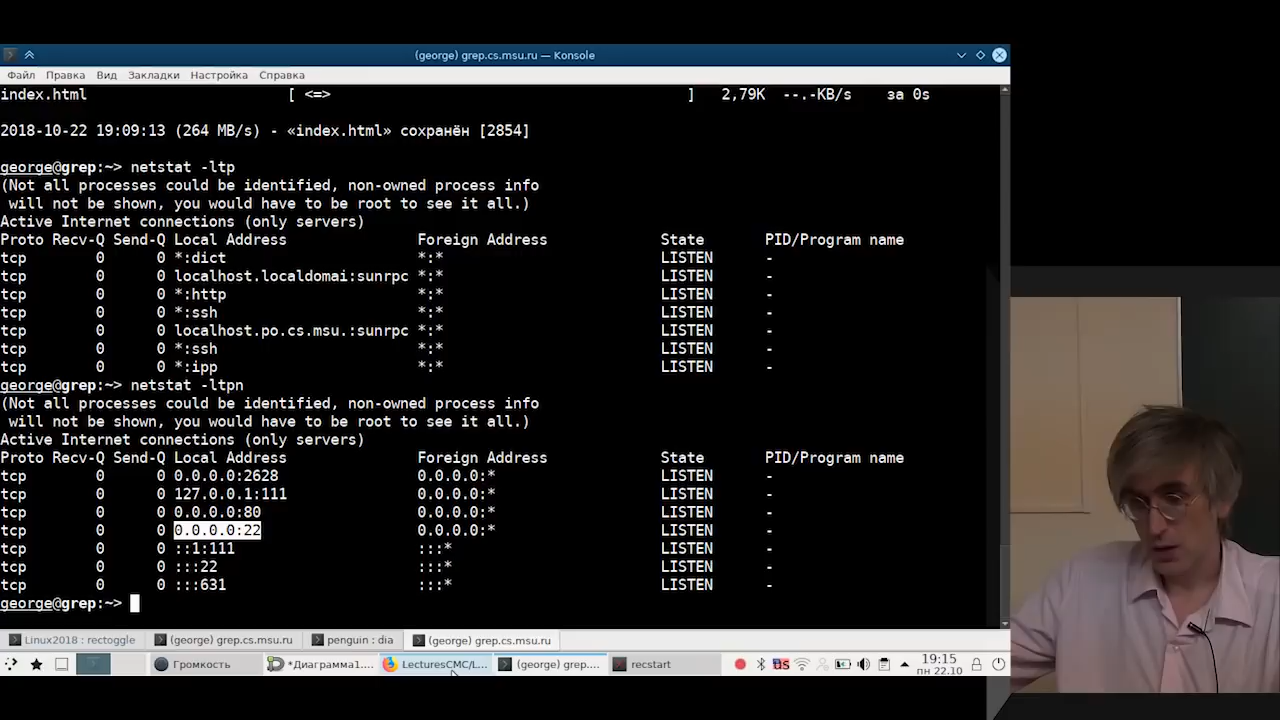 (george) grep.cs.msu.ru — Konsole
Файл Правка Вид Закладки Настройка Справка
index.html [ <=> ] 2,79K --.-KB/s за 0s
2018-10-22 19:09:13 (264 MB/s) - «index.html» сохранён [2854]
george@grep:~> netstat -ltp
(Not all processes could be identified, non-owned process info
will not be shown, you would have to be root to see it all.)
Active Internet connections (only servers)
Proto Recv-Q Send-Q Local Address Foreign Address State PID/Program name
tcp 0 0 *:dict *:* LISTEN -
tcp 0 0 localhost.localdomai:sunrpc *:* LISTEN -
tcp 0 0 *:http *:* LISTEN -
tcp 0 0 *:ssh *:* LISTEN -
tcp 0 0 localhost.po.cs.msu.:sunrpc *:* LISTEN -
tcp 0 0 *:ssh *:* LISTEN -
tcp 0 0 *:ipp *:* LISTEN -
george@grep:~> netstat -ltpn
(Not all processes could be identified, non-owned process info
will not be shown, you would have to be root to see it all.)
Active Internet connections (only servers)
Proto Recv-Q Send-Q Local Address Foreign Address State PID/Program name
tcp 0 0 0.0.0.0:2628 0.0.0.0:* LISTEN -
tcp 0 0 127.0.0.1:111 0.0.0.0:* LISTEN -
tcp 0 0 0.0.0.0:80 0.0.0.0:* LISTEN -
tcp 0 0 0.0.0.0:22 0.0.0.0:* LISTEN -
tcp 0 0 ::1:111 :::* LISTEN -
tcp 0 0 :::22 :::* LISTEN -
tcp 0 0 :::631 :::* LISTEN -
george@grep:~>
Linux2018 : rectoggle (george) grep.cs.msu.ru penguin : dia (george) grep.cs.msu.ru
Громкость *Диаграмма1.... LecturesCMC/L... (george) grep.... recstart US 19:15
пн 22.10